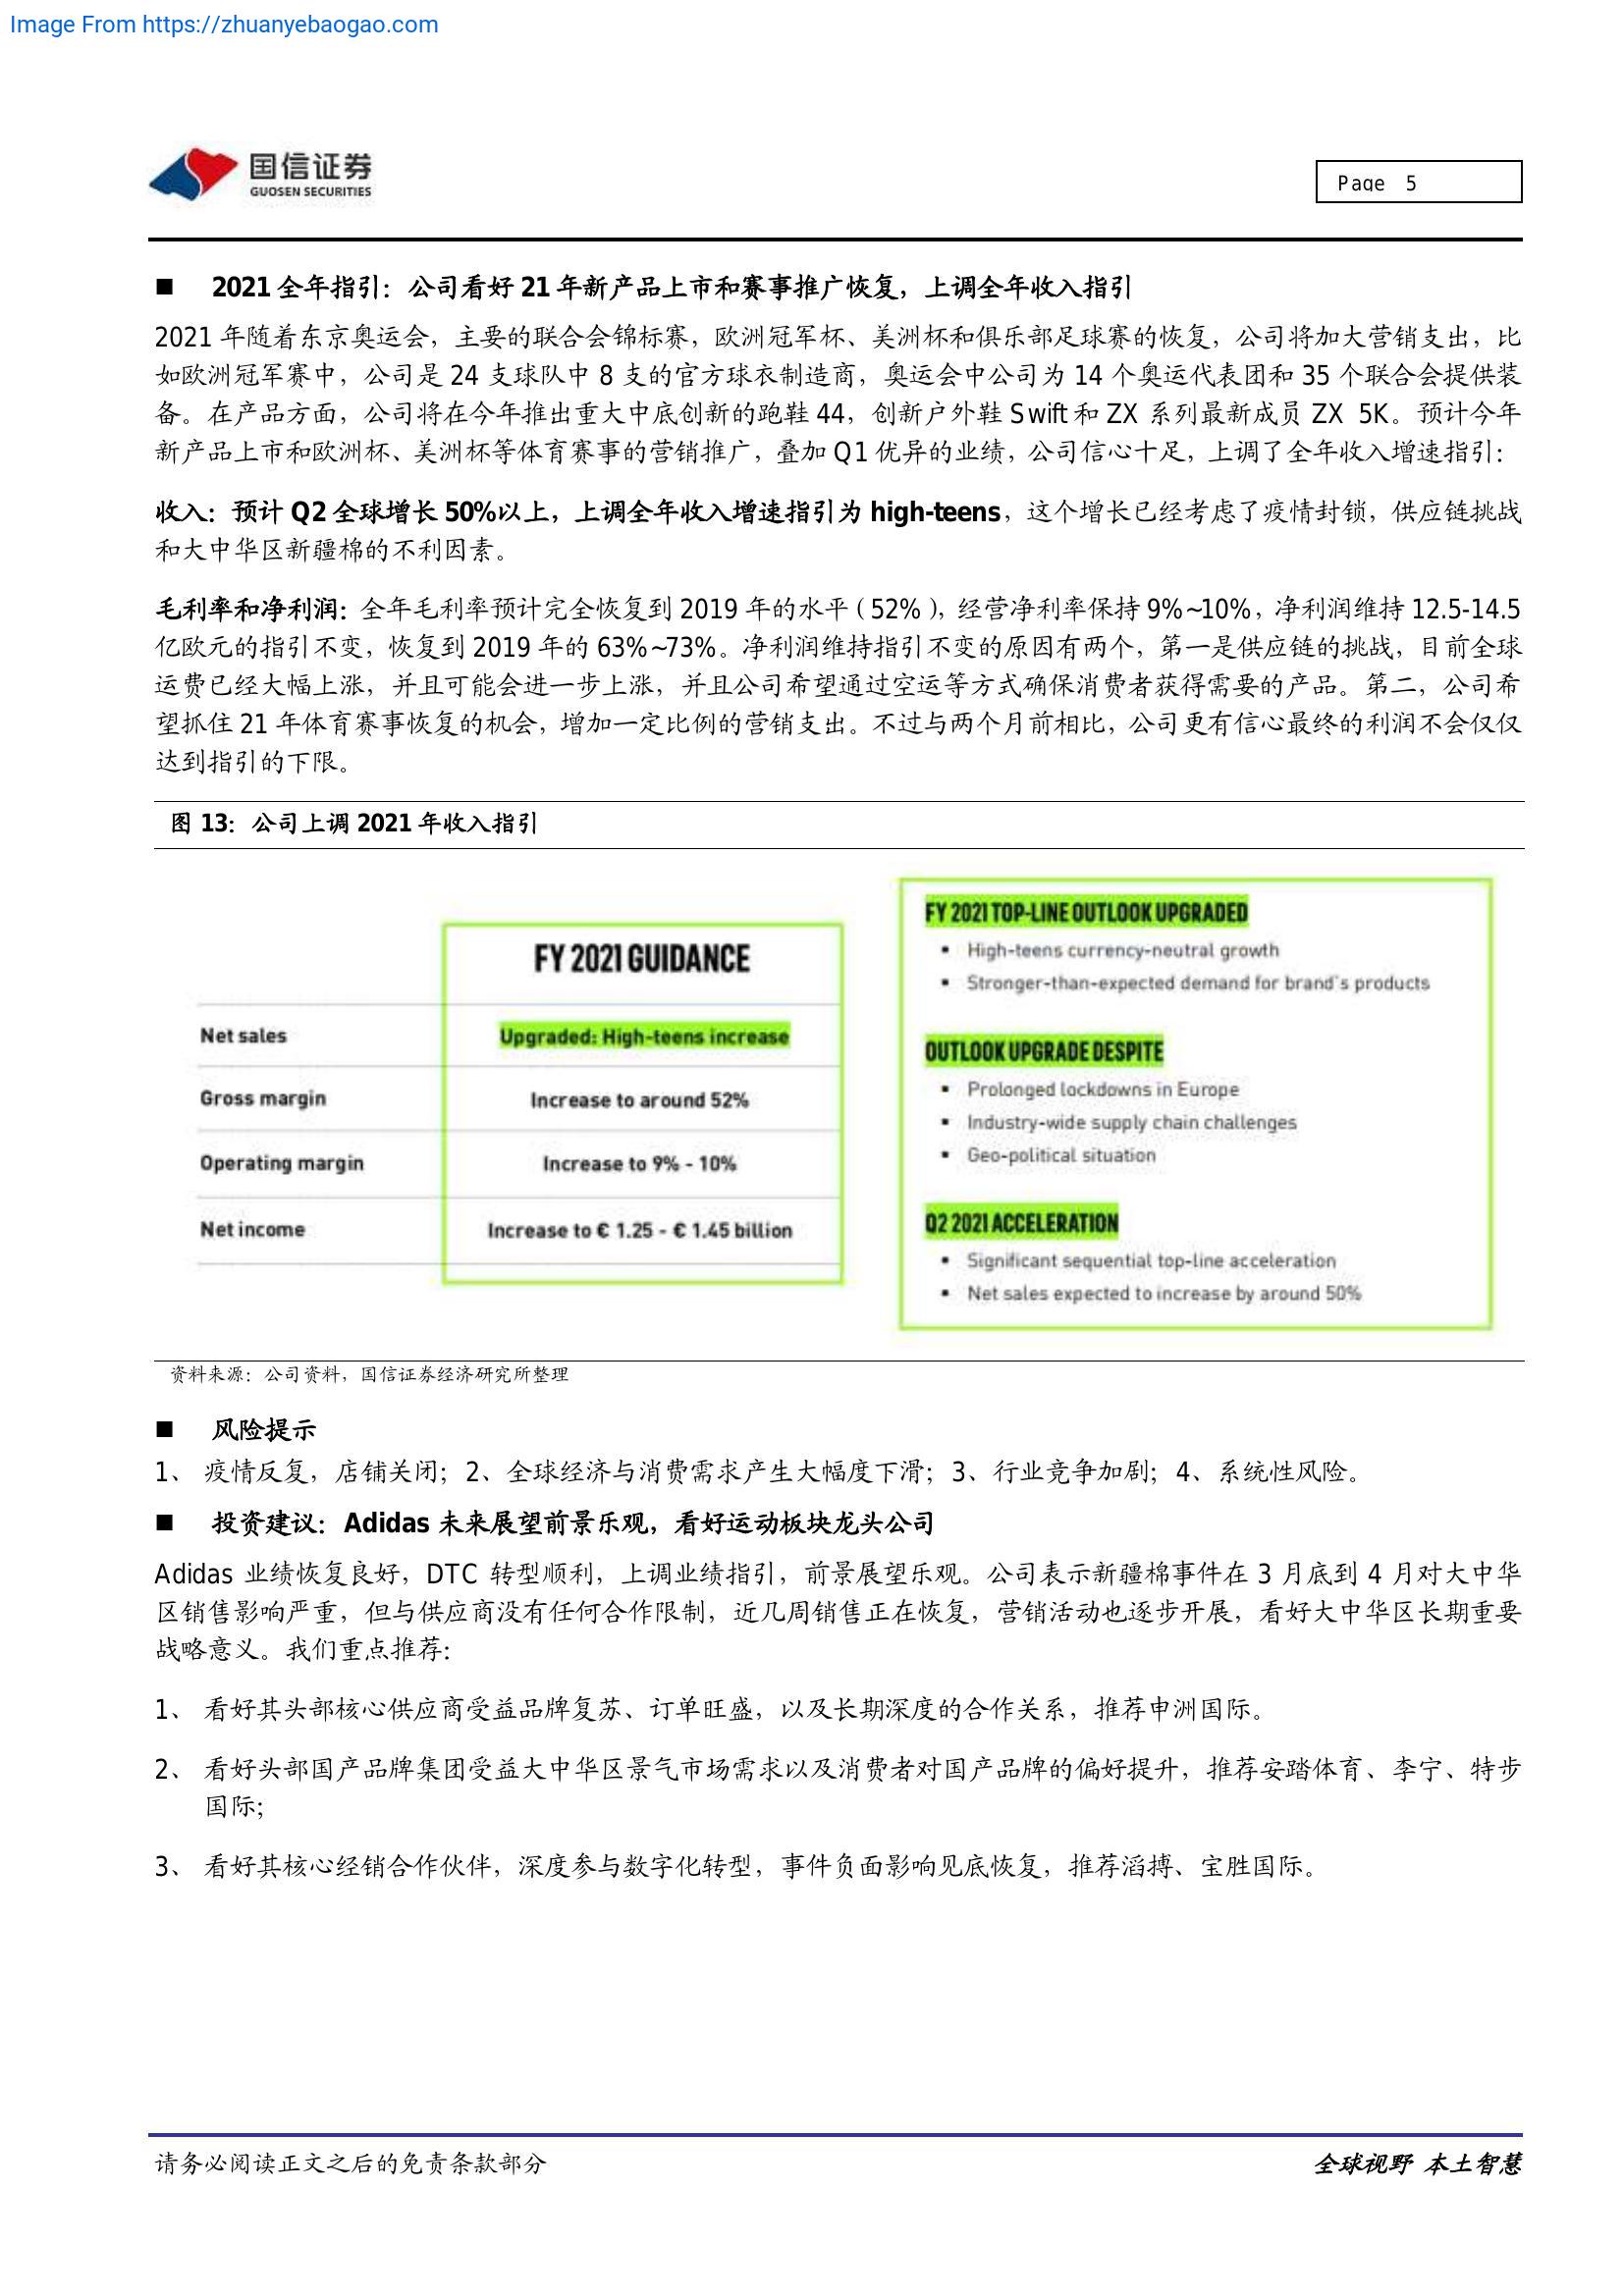 Image From https://zhuanyebaogao.com
国信证券
GUOSEN SECURITIES
Page 5
■ 2021 全年指引：公司看好 21 年新产品上市和赛事推广恢复，上调全年收入指引
2021 年随着东京奥运会，主要的联合会锦标赛，欧洲冠军杯、美洲杯和俱乐部足球赛的恢复，公司将加大营销支出，比
如欧洲冠军赛中，公司是 24 支球队中 8 支的官方球衣制造商，奥运会中公司为 14 个奥运代表团和 35 个联合会提供装
备。在产品方面，公司将在今年推出重大中底创新的跑鞋 44，创新户外鞋 Swift 和 ZX 系列最新成员 ZX 5K。预计今年
新产品上市和欧洲杯、美洲杯等体育赛事的营销推广，叠加 Q1 优异的业绩，公司信心十足，上调了全年收入增速指引：
收入：预计 Q2 全球增长 50%以上，上调全年收入增速指引为 high-teens，这个增长已经考虑了疫情封锁，供应链挑战
和大中华区新疆棉的不利因素。
毛利率和净利润：全年毛利率预计完全恢复到 2019 年的水平（52%），经营净利率保持 9%~10%，净利润维持 12.5-14.5
亿欧元的指引不变，恢复到 2019 年的 63%~73%。净利润维持指引不变的原因有两个，第一是供应链的挑战，目前全球
运费已经大幅上涨，并且可能会进一步上涨，并且公司希望通过空运等方式确保消费者获得需要的产品。第二，公司希
望抓住 21 年体育赛事恢复的机会，增加一定比例的营销支出。不过与两个月前相比，公司更有信心最终的利润不会仅仅
达到指引的下限。
图 13：公司上调 2021 年收入指引
FY 2021 GUIDANCE
Net sales Upgraded: High-teens increase
Gross margin Increase to around 52%
Operating margin Increase to 9% - 10%
Net income Increase to € 1.25 - € 1.45 billion
FY 2021 TOP-LINE OUTLOOK UPGRADED
▪ High-teens currency-neutral growth
▪ Stronger-than-expected demand for brand's products
OUTLOOK UPGRADE DESPITE
▪ Prolonged lockdowns in Europe
▪ Industry-wide supply chain challenges
▪ Geo-political situation
Q2 2021 ACCELERATION
▪ Significant sequential top-line acceleration
▪ Net sales expected to increase by around 50%
资料来源：公司资料，国信证券经济研究所整理
■ 风险提示
1、 疫情反复，店铺关闭；2、全球经济与消费需求产生大幅度下滑；3、行业竞争加剧；4、系统性风险。
■ 投资建议：Adidas 未来展望前景乐观，看好运动板块龙头公司
Adidas 业绩恢复良好，DTC 转型顺利，上调业绩指引，前景展望乐观。公司表示新疆棉事件在 3 月底到 4 月对大中华
区销售影响严重，但与供应商没有任何合作限制，近几周销售正在恢复，营销活动也逐步开展，看好大中华区长期重要
战略意义。我们重点推荐：
1、 看好其头部核心供应商受益品牌复苏、订单旺盛，以及长期深度的合作关系，推荐申洲国际。
2、 看好头部国产品牌集团受益大中华区景气市场需求以及消费者对国产品牌的偏好提升，推荐安踏体育、李宁、特步
国际；
3、 看好其核心经销合作伙伴，深度参与数字化转型，事件负面影响见底恢复，推荐滔搏、宝胜国际。
请务必阅读正文之后的免责条款部分
全球视野 本土智慧